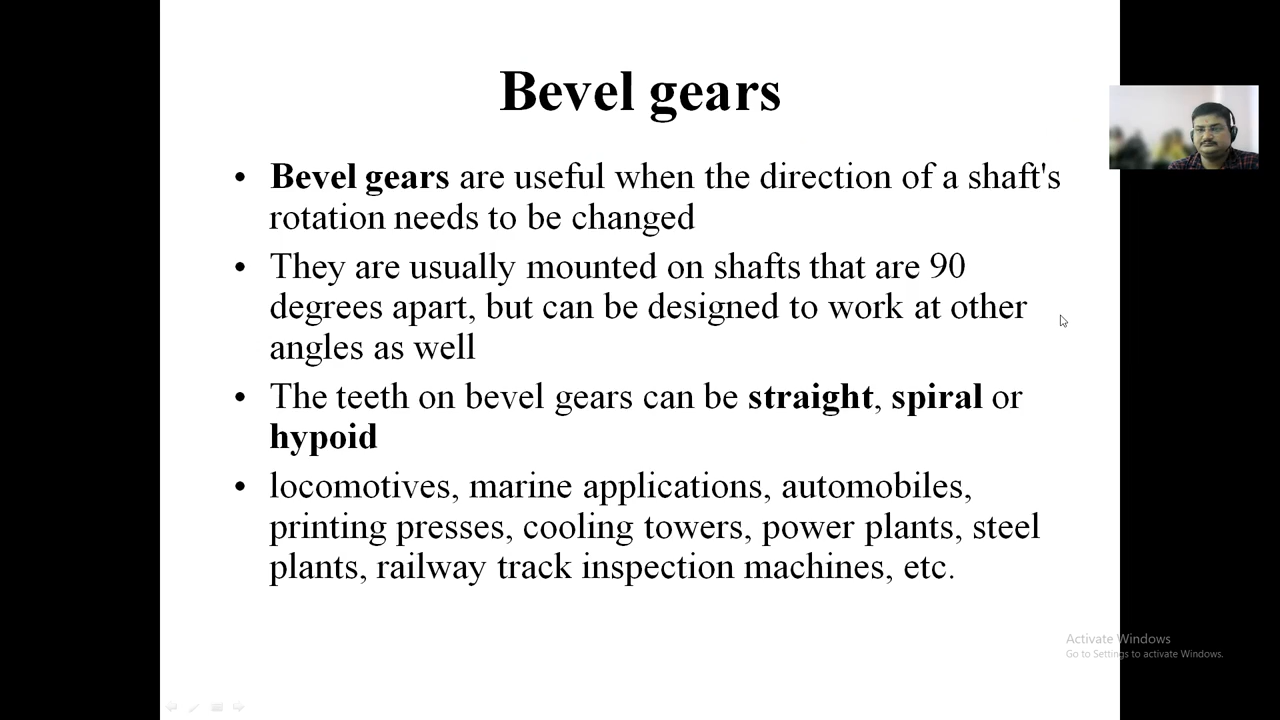 Bevel gears
• Bevel gears are useful when the direction of a shaft's
rotation needs to be changed
• They are usually mounted on shafts that are 90
degrees apart, but can be designed to work at other
angles as well
• The teeth on bevel gears can be straight, spiral or
hypoid
• locomotives, marine applications, automobiles,
printing presses, cooling towers, power plants, steel
plants, railway track inspection machines, etc.
Activate Windows
Go to Settings to activate Windows.